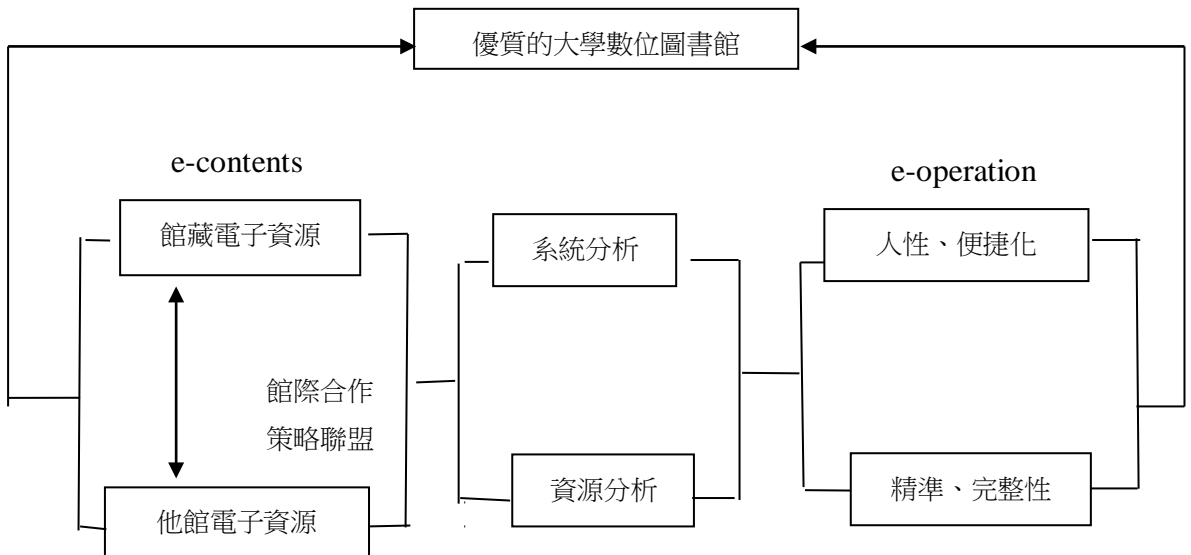 優質的大學數位圖書館
e-contents
e-operation
館藏電子資源
系統分析
人性、便捷化
館際合作
策略聯盟
資源分析
精準、完整性
他館電子資源